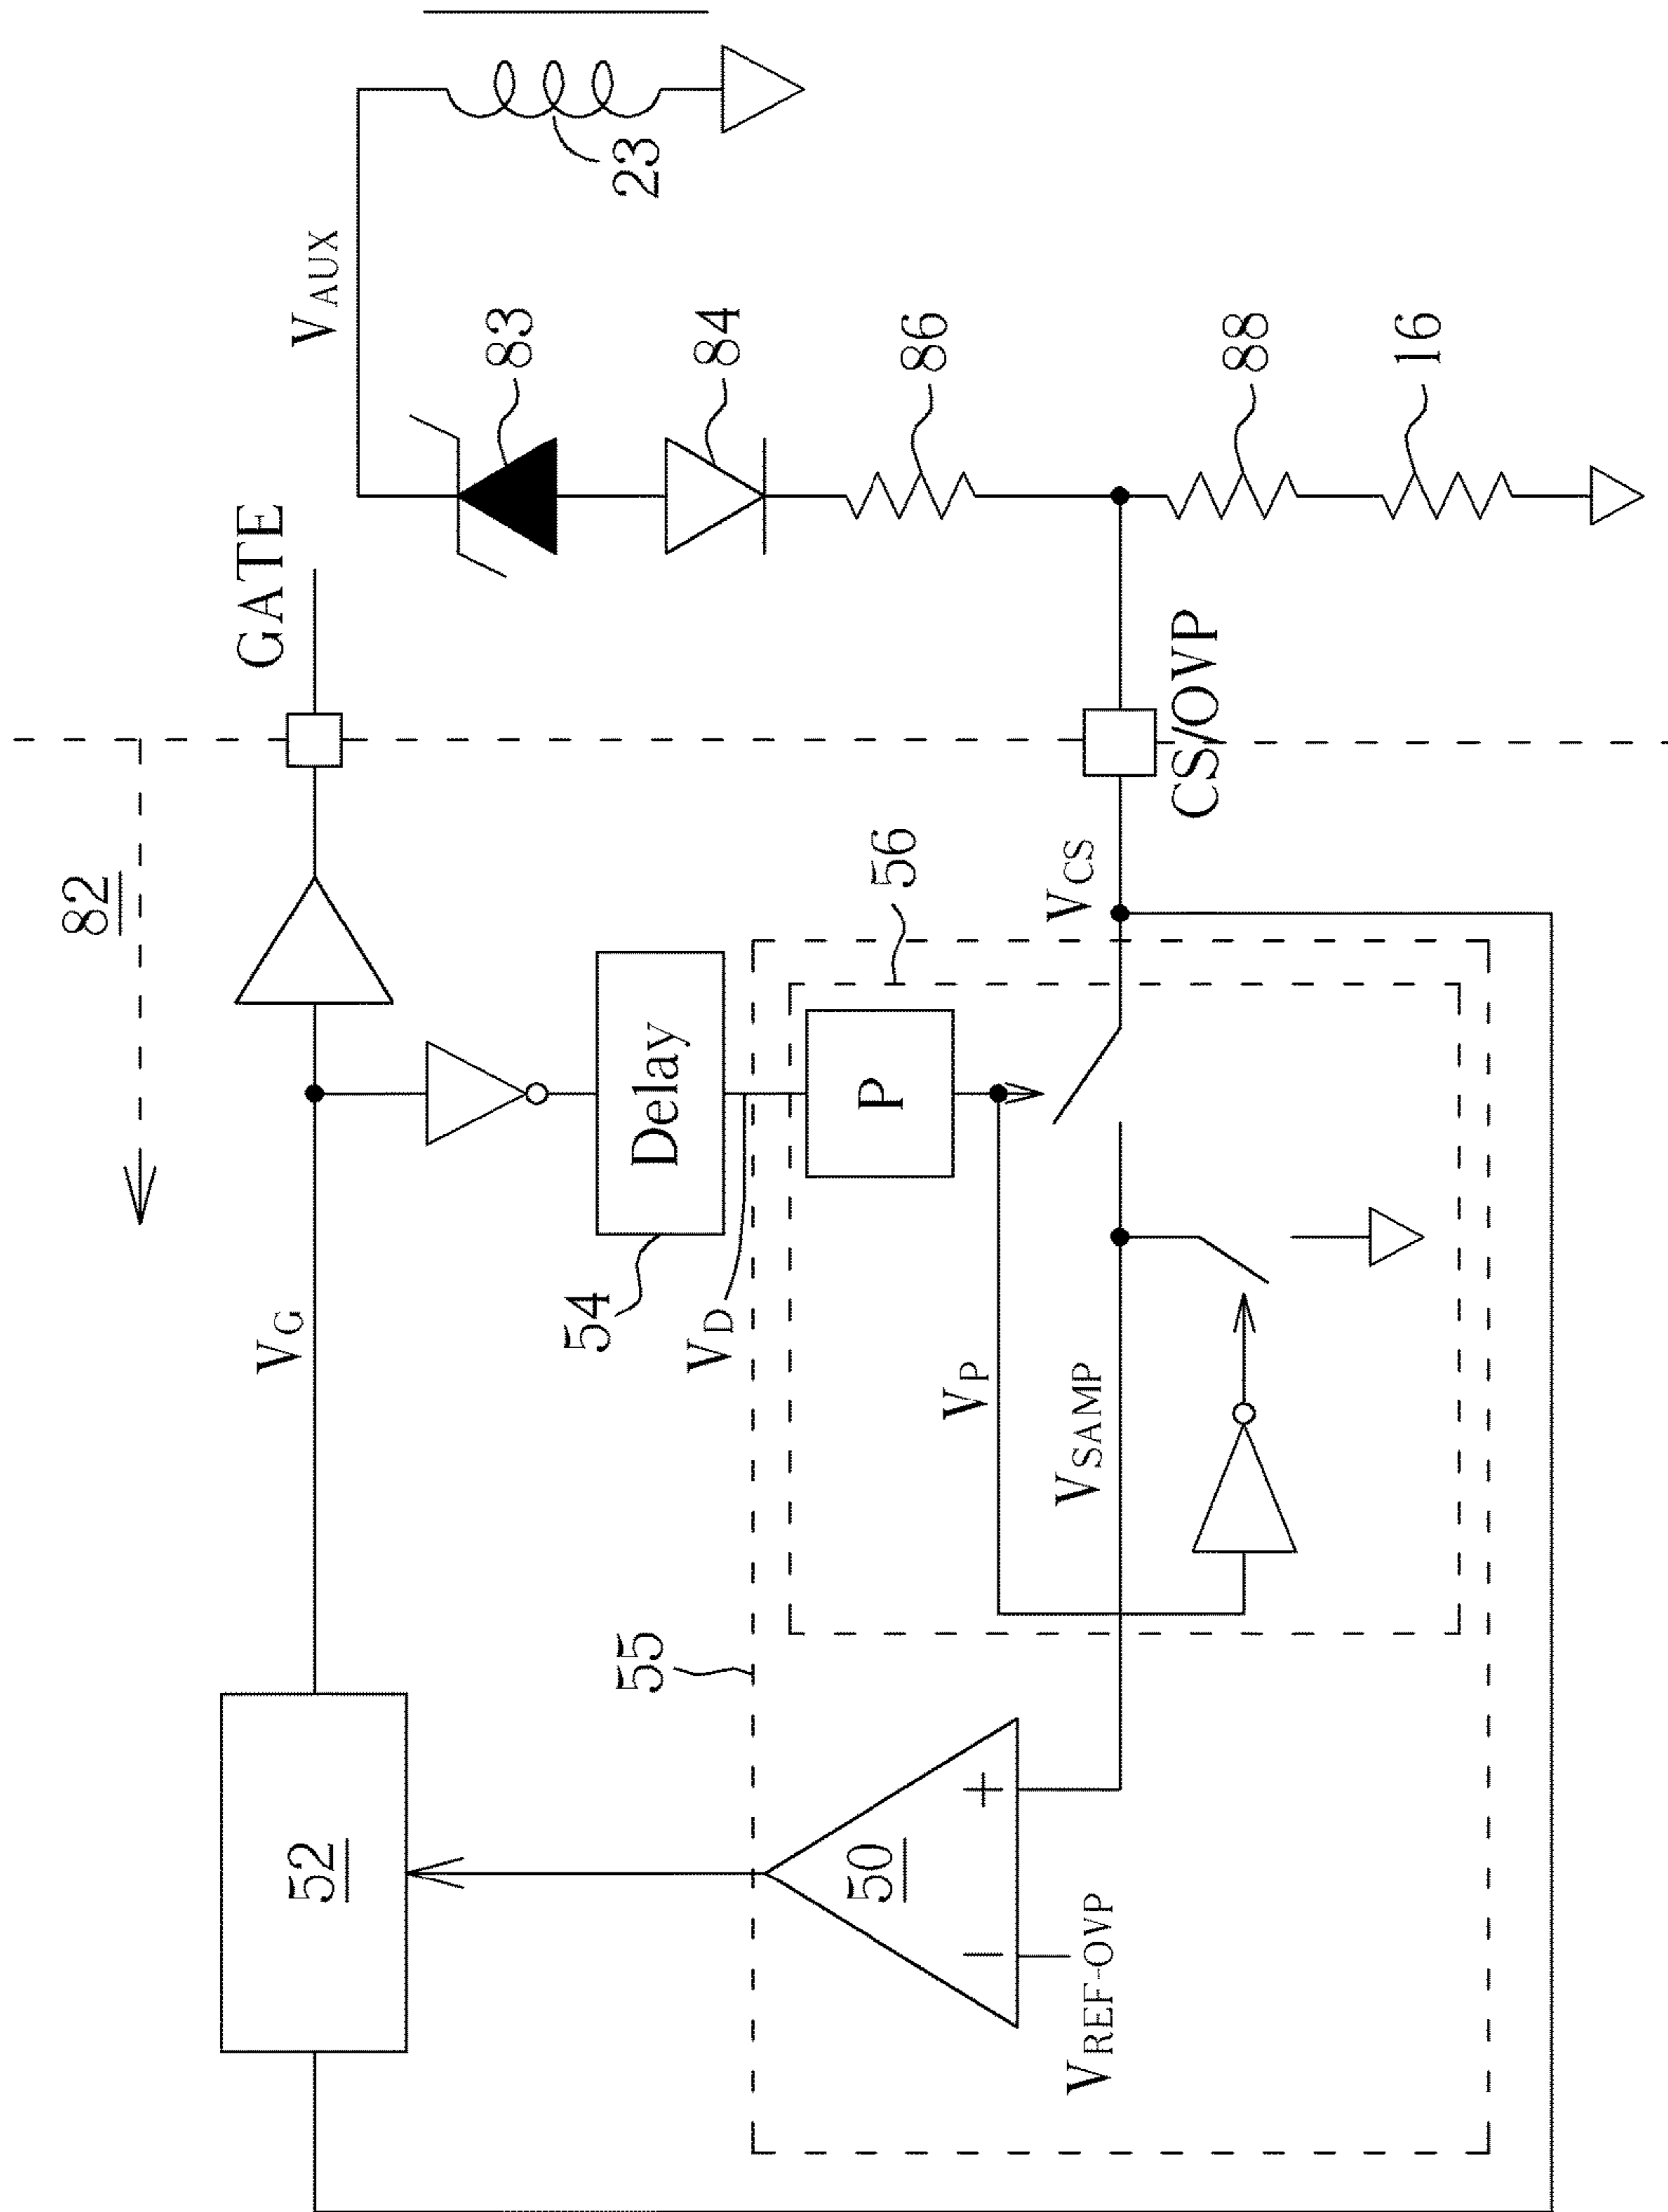 82
GATE
V_AUX
23
V_G
52
54
Delay
V_D
55
56
P
V_P
V_SAMP
V_CS
CS/OVP
50
+
−
V_REF-OVP
83
84
86
88
16